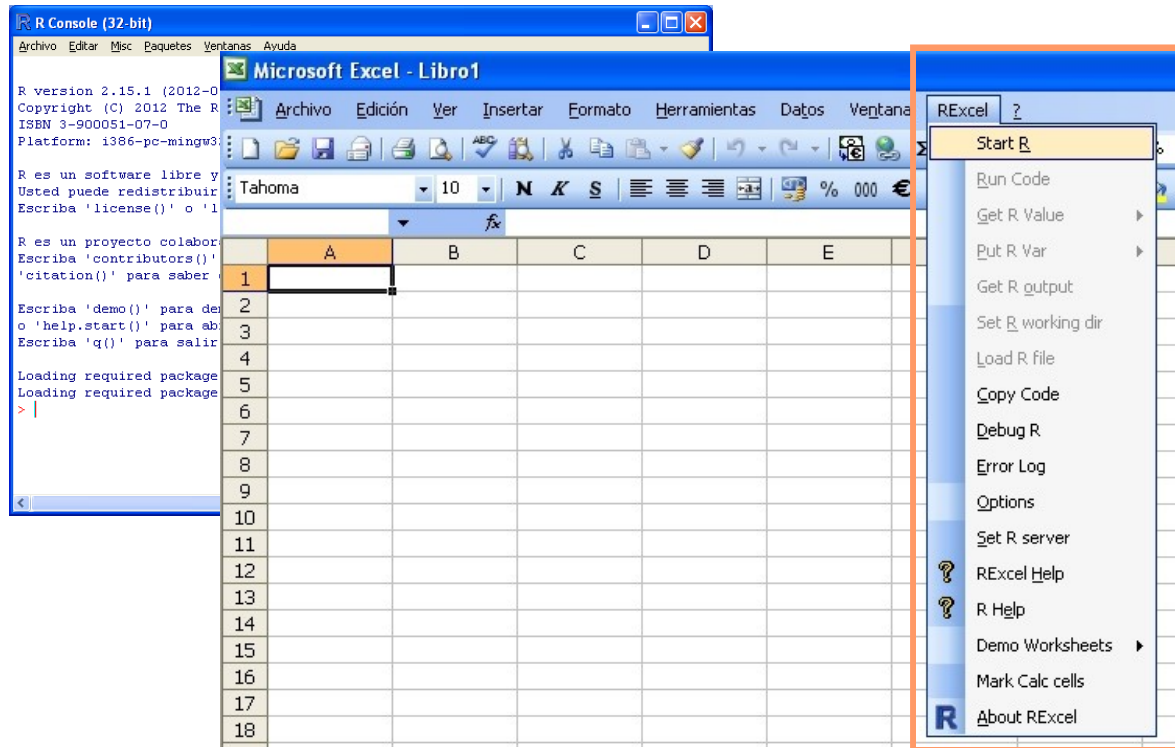 R Console (32-bit)
Archivo Editar Misc Paquetes Ventanas Ayuda
R version 2.15.1 (2012-0
Copyright (C) 2012 The R
ISBN 3-900051-07-0
Platform: i386-pc-mingw3
R es un software libre y
Usted puede redistribuir
Escriba 'license()' o 'l
R es un proyecto colabor
Escriba 'contributors()'
'citation()' para saber
Escriba 'demo()' para de
o 'help.start()' para ab
Escriba 'q()' para salir
Loading required package
Loading required package
>
Microsoft Excel - Libro1
Archivo Edición Ver Insertar Formato Herramientas Datos Ventana RExcel ?
ABC Σ %
Tahoma 10 N K S % 000 €
fx
A B C D E
1
2
3
4
5
6
7
8
9
10
11
12
13
14
15
16
17
18
Start R
Run Code
Get R Value
Put R Var
Get R output
Set R working dir
Load R file
Copy Code
Debug R
Error Log
Options
Set R server
RExcel Help
R Help
Demo Worksheets
Mark Calc cells
R About RExcel